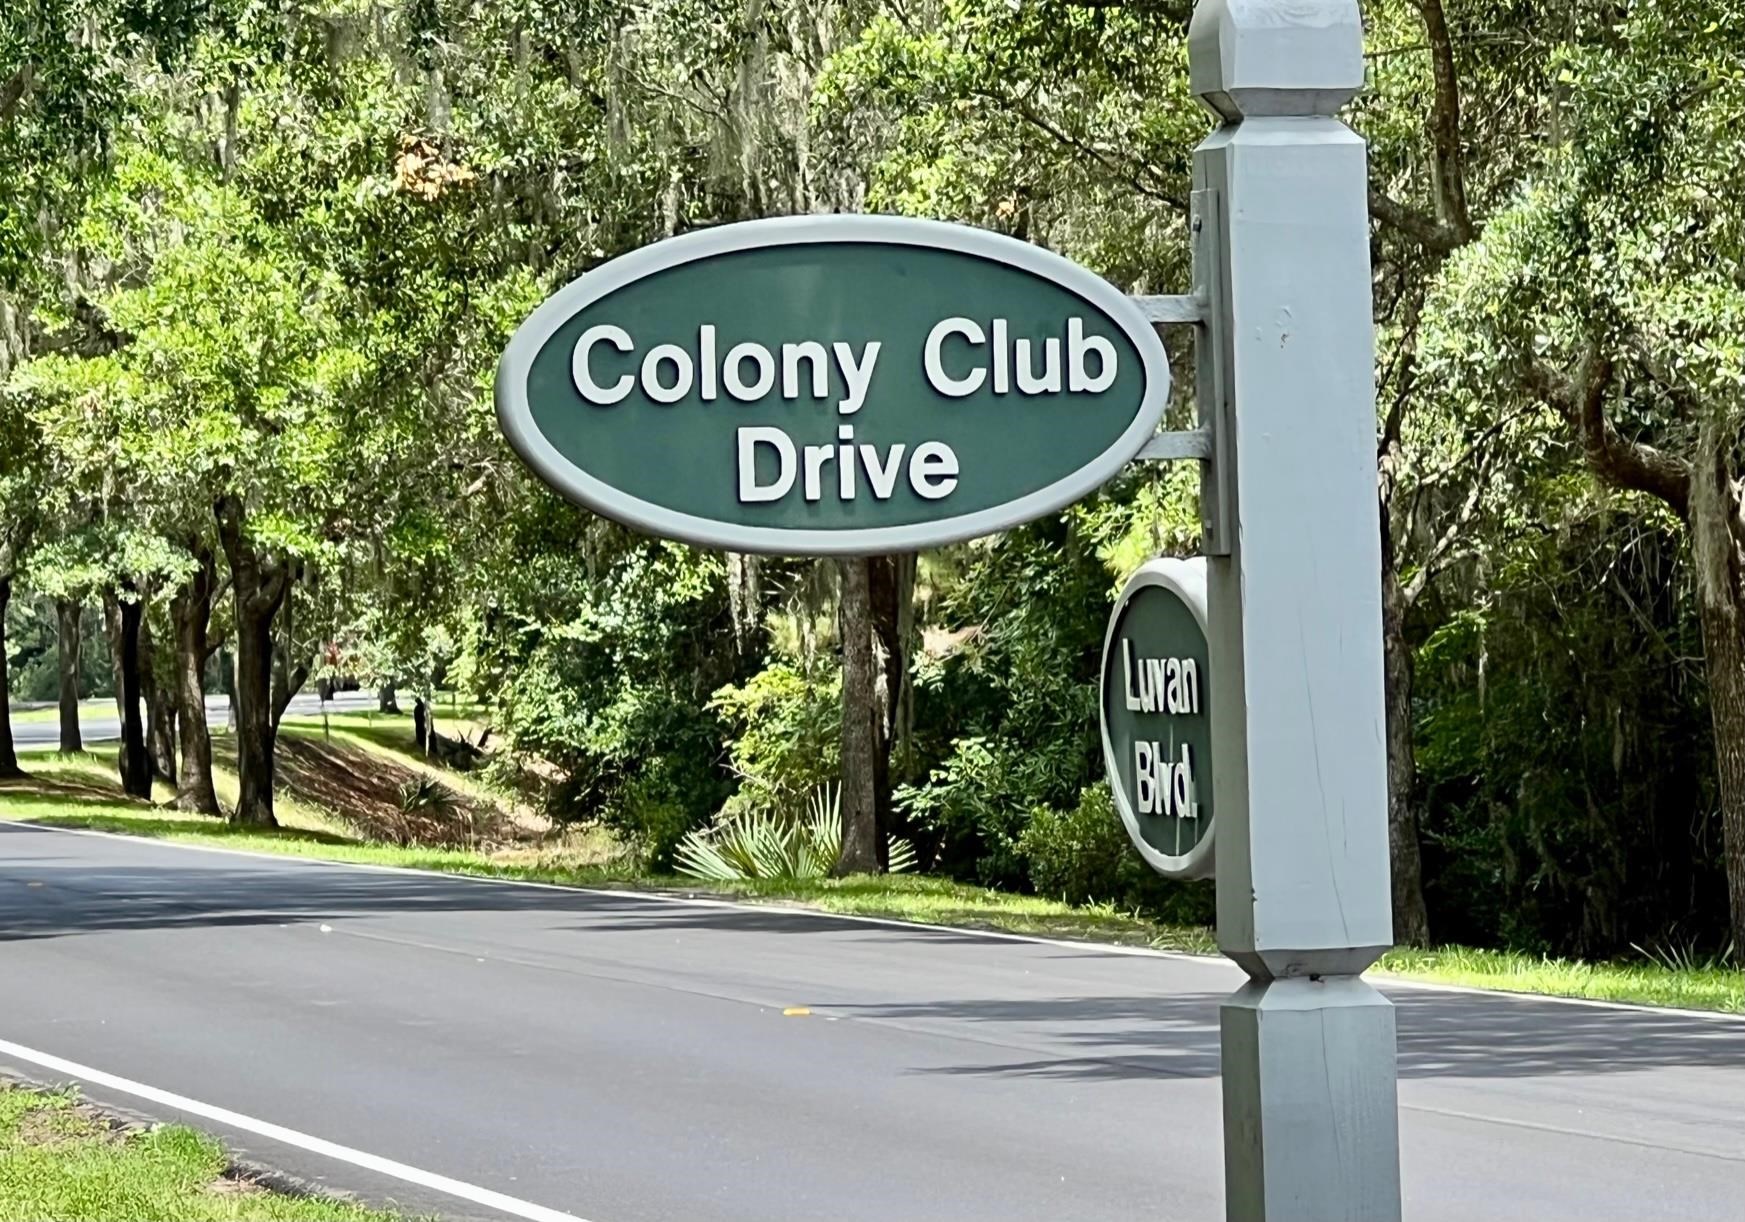 Colony Club
Drive
Luvan
Blvd.